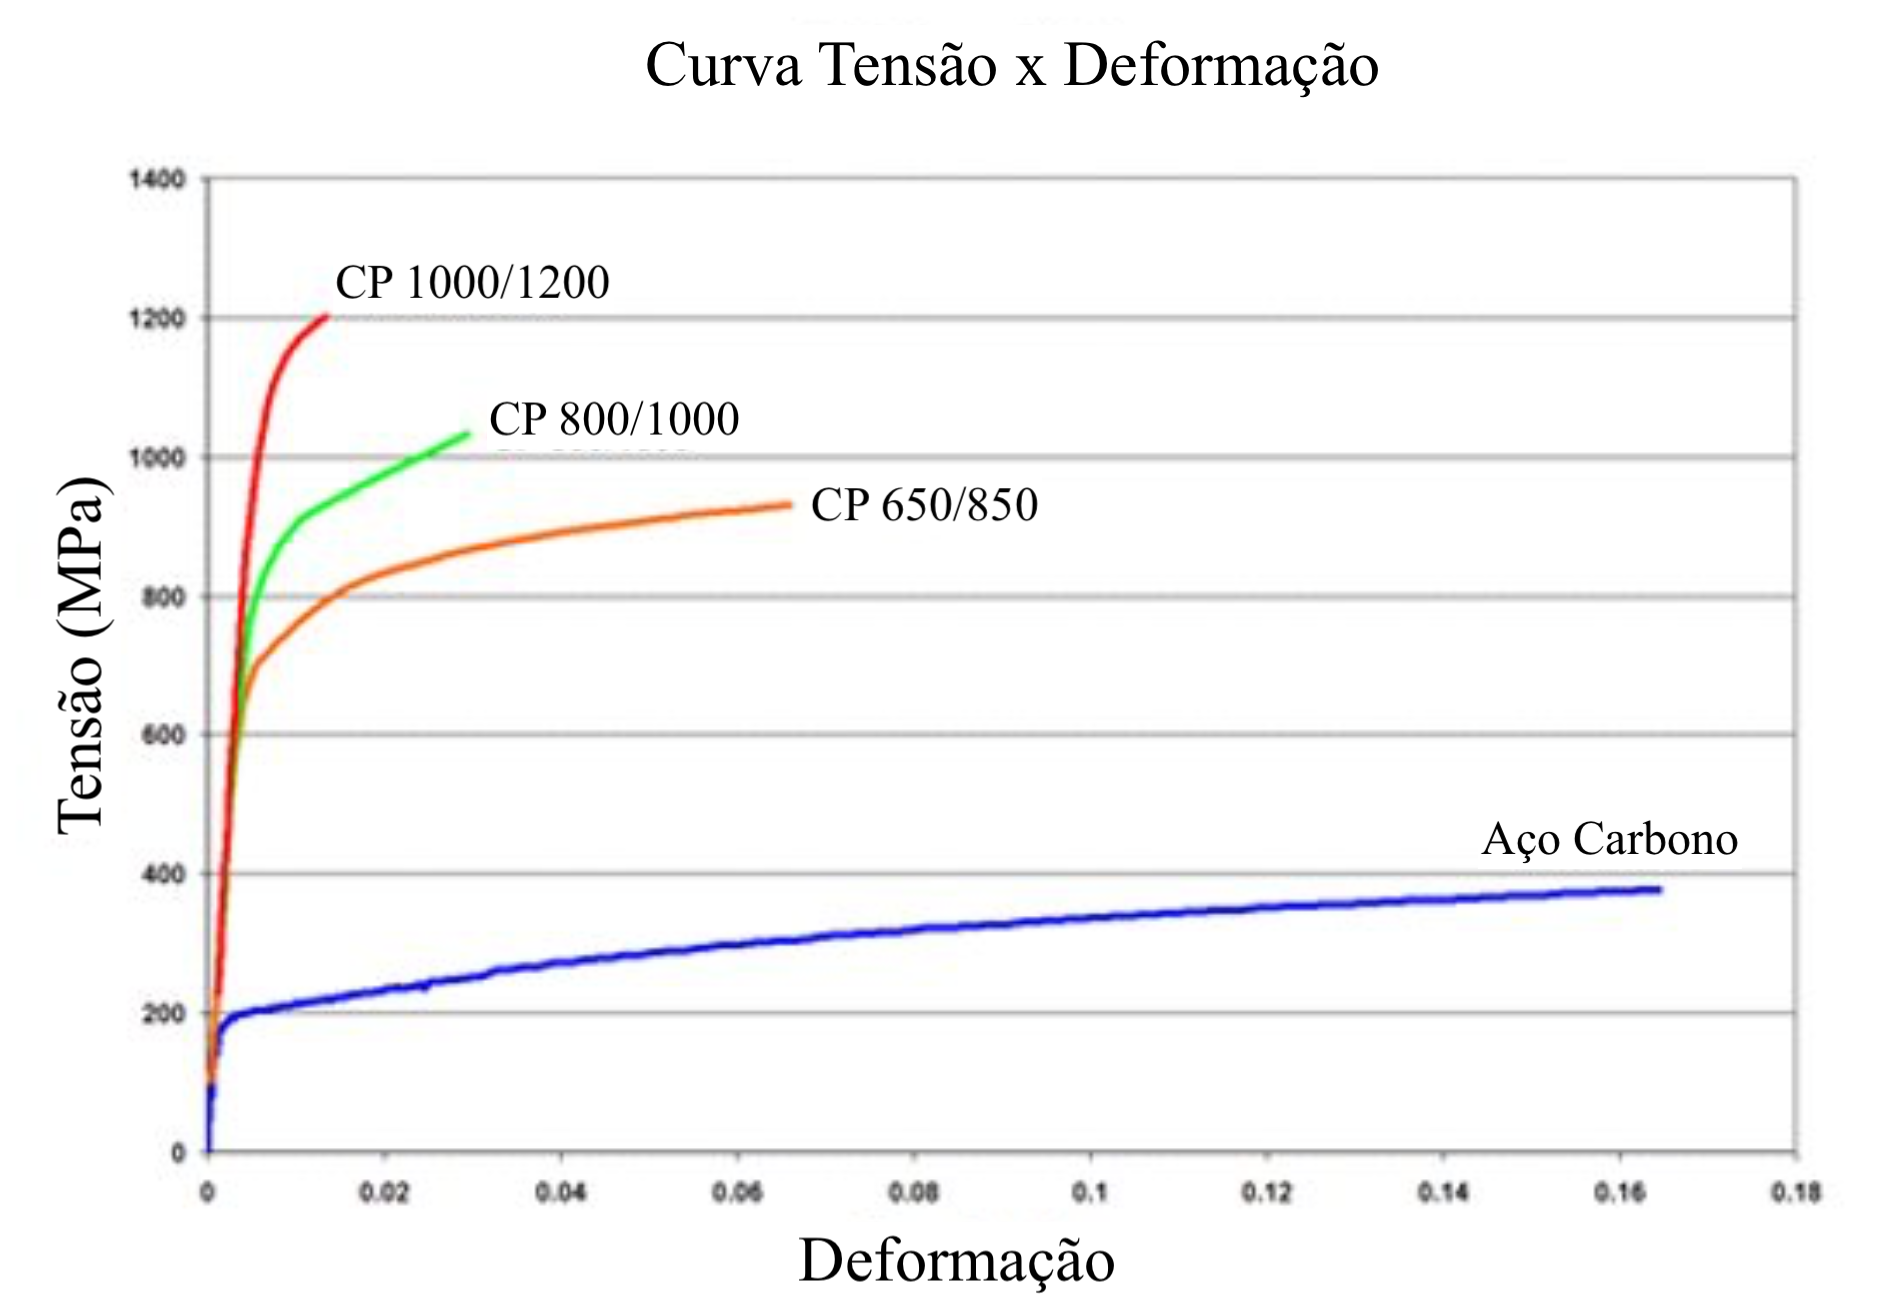 Curva Tensão x Deformação
1400
CP 1000/1200
1200
CP 800/1000
1000
CP 650/850
800
Tensão (MPa)
600
Aço Carbono
400
200
0
0 0.02 0.04 0.06 0.08 0.1 0.12 0.14 0.16 0.18
Deformação